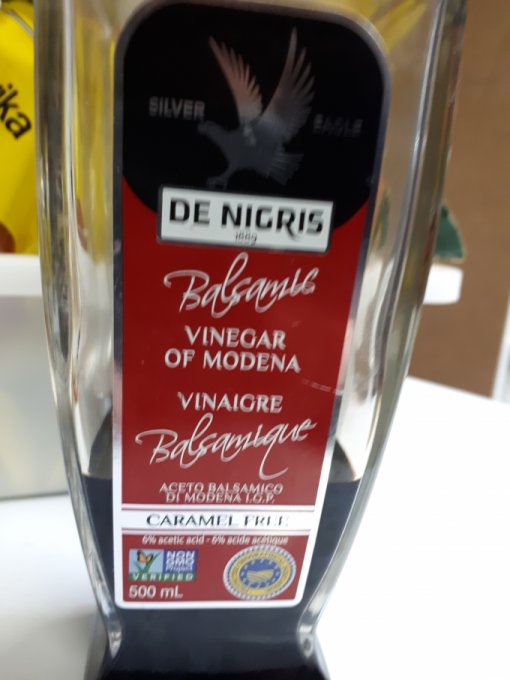 ika
SILVER EAGLE
DE NIGRIS
1889
Balsamic
VINEGAR
OF MODENA
VINAIGRE
Balsamique
ACETO BALSAMICO
DI MODENA I.G.P.
CARAMEL FREE
6% acetic acid - 6% acide acétique
NON
GMO
Project
VERIFIED
500 mL